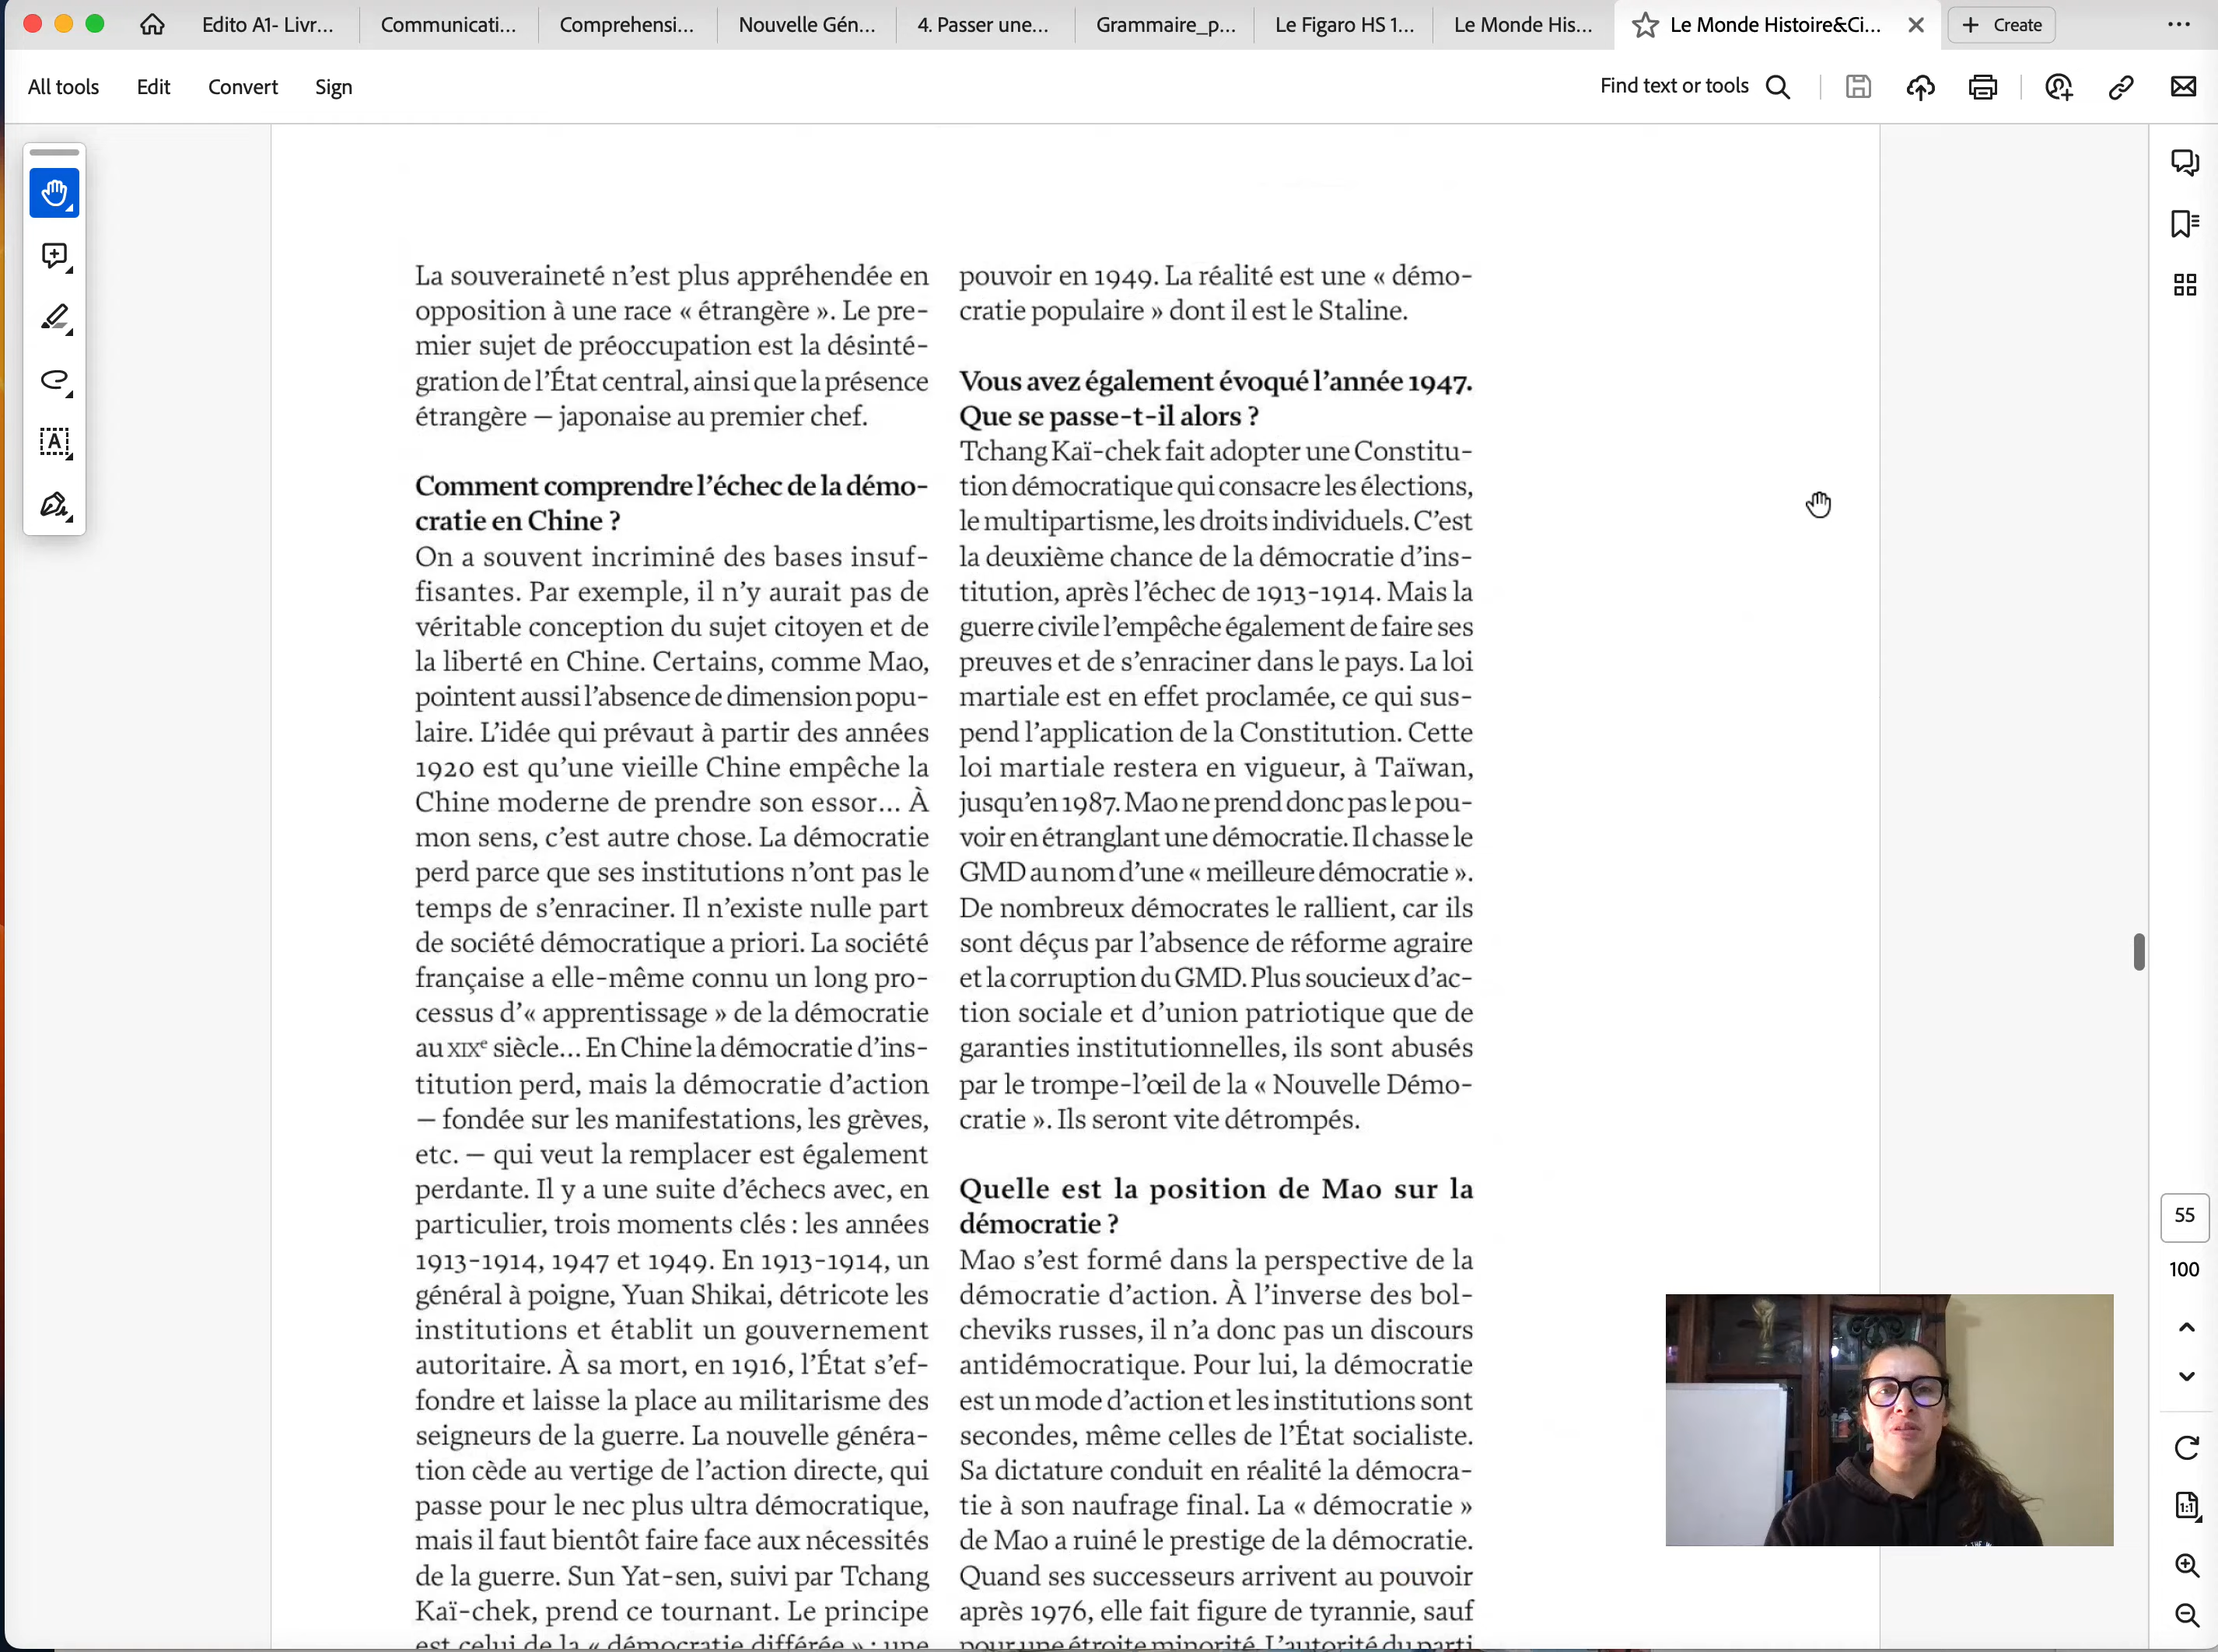 Edito A1- Livr...
Communicati...
Comprehensi...
Nouvelle Gén...
4. Passer une...
Grammaire_p...
Le Figaro HS 1...
Le Monde His...
Le Monde Histoire&Ci...
Create
All tools
Edit
Convert
Sign
Find text or tools
La souveraineté n’est plus appréhendée en
opposition à une race « étrangère ». Le pre-
mier sujet de préoccupation est la désinté-
gration de l’État central, ainsi que la présence
étrangère — japonaise au premier chef.
Comment comprendre l’échec de la démo-
cratie en Chine ?
On a souvent incriminé des bases insuf-
fisantes. Par exemple, il n’y aurait pas de
véritable conception du sujet citoyen et de
la liberté en Chine. Certains, comme Mao,
pointent aussi l’absence de dimension popu-
laire. L’idée qui prévaut à partir des années
1920 est qu’une vieille Chine empêche la
Chine moderne de prendre son essor... À
mon sens, c’est autre chose. La démocratie
perd parce que ses institutions n’ont pas le
temps de s’enraciner. Il n’existe nulle part
de société démocratique a priori. La société
française a elle-même connu un long pro-
cessus d’« apprentissage » de la démocratie
au XIXe siècle... En Chine la démocratie d’ins-
titution perd, mais la démocratie d’action
— fondée sur les manifestations, les grèves,
etc. — qui veut la remplacer est également
perdante. Il y a une suite d’échecs avec, en
particulier, trois moments clés : les années
1913-1914, 1947 et 1949. En 1913-1914, un
général à poigne, Yuan Shikai, détricote les
institutions et établit un gouvernement
autoritaire. À sa mort, en 1916, l’État s’ef-
fondre et laisse la place au militarisme des
seigneurs de la guerre. La nouvelle généra-
tion cède au vertige de l’action directe, qui
passe pour le nec plus ultra démocratique,
mais il faut bientôt faire face aux nécessités
de la guerre. Sun Yat-sen, suivi par Tchang
Kaï-chek, prend ce tournant. Le principe
est celui de la « démocratie différée » : une
pouvoir en 1949. La réalité est une « démo-
cratie populaire » dont il est le Staline.
Vous avez également évoqué l’année 1947.
Que se passe-t-il alors ?
Tchang Kaï-chek fait adopter une Constitu-
tion démocratique qui consacre les élections,
le multipartisme, les droits individuels. C’est
la deuxième chance de la démocratie d’ins-
titution, après l’échec de 1913-1914. Mais la
guerre civile l’empêche également de faire ses
preuves et de s’enraciner dans le pays. La loi
martiale est en effet proclamée, ce qui sus-
pend l’application de la Constitution. Cette
loi martiale restera en vigueur, à Taïwan,
jusqu’en 1987. Mao ne prend donc pas le pou-
voir en étranglant une démocratie. Il chasse le
GMD au nom d’une « meilleure démocratie ».
De nombreux démocrates le rallient, car ils
sont déçus par l’absence de réforme agraire
et la corruption du GMD. Plus soucieux d’ac-
tion sociale et d’union patriotique que de
garanties institutionnelles, ils sont abusés
par le trompe-l’œil de la « Nouvelle Démo-
cratie ». Ils seront vite détrompés.
Quelle est la position de Mao sur la
démocratie ?
Mao s’est formé dans la perspective de la
démocratie d’action. À l’inverse des bol-
cheviks russes, il n’a donc pas un discours
antidémocratique. Pour lui, la démocratie
est un mode d’action et les institutions sont
secondes, même celles de l’État socialiste.
Sa dictature conduit en réalité la démocra-
tie à son naufrage final. La « démocratie »
de Mao a ruiné le prestige de la démocratie.
Quand ses successeurs arrivent au pouvoir
après 1976, elle fait figure de tyrannie, sauf
pour une étroite minorité. L’autorité du parti
55
100
1:1